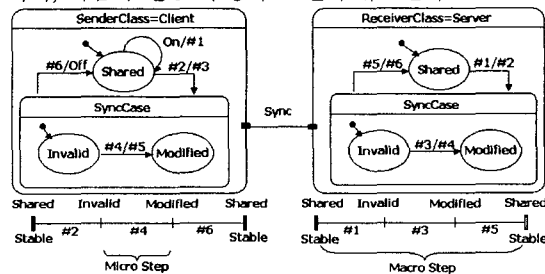 SenderClass=Client
On/#1
#6/Off
Shared
#2/#3
SyncCase
Invalid
#4/#5
Modified
Sync
ReceiverClass=Server
#5/#6
Shared
#1/#2
SyncCase
Invalid
#3/#4
Modified
Shared Invalid Modified Shared
Stable #2 #4 #6 Stable
Micro Step
Shared Invalid Modified Shared
Stable #1 #3 #5 Stable
Macro Step